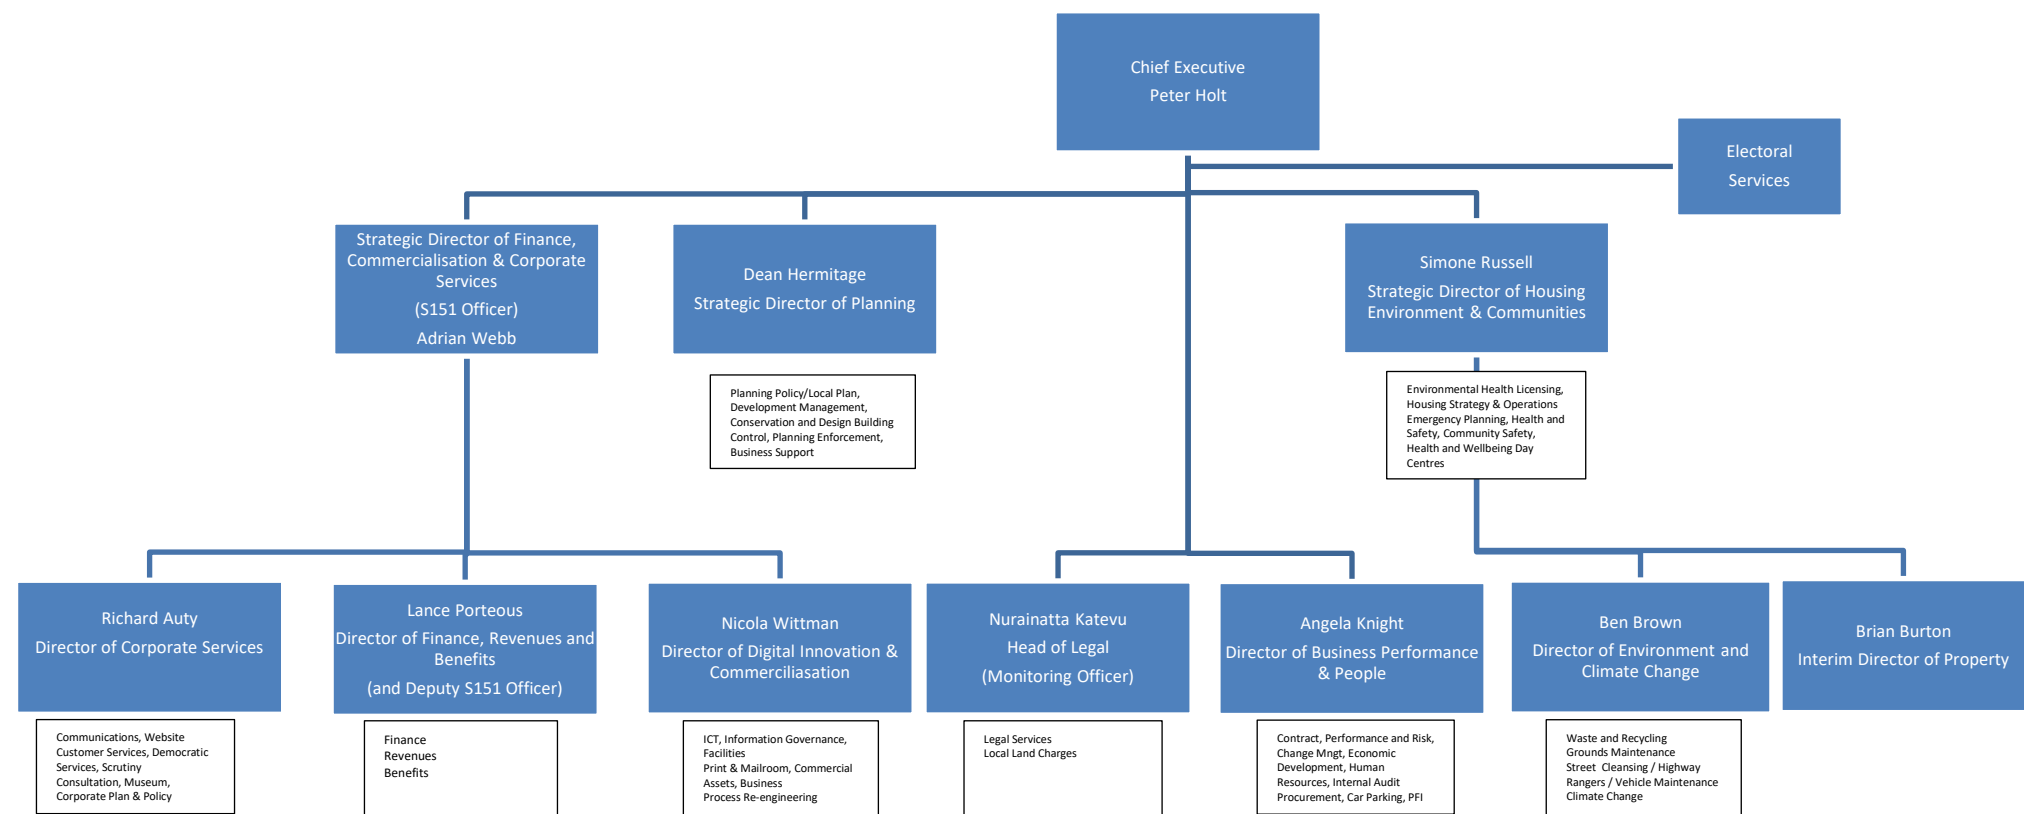 Chief Executive
Peter Holt
Electoral
Services
Strategic Director of Finance,
Commercialisation & Corporate
Services
(S151 Officer)
Adrian Webb
Dean Hermitage
Strategic Director of Planning
Simone Russell
Strategic Director of Housing
Environment & Communities
Planning Policy/Local Plan,
Development Management,
Conservation and Design Building
Control, Planning Enforcement,
Business Support
Environmental Health Licensing,
Housing Strategy & Operations
Emergency Planning, Health and
Safety, Community Safety,
Health and Wellbeing Day
Centres
Richard Auty
Director of Corporate Services
Lance Porteous
Director of Finance, Revenues and
Benefits
(and Deputy S151 Officer)
Nicola Wittman
Director of Digital Innovation &
Commerciliasation
Nurainatta Katevu
Head of Legal
(Monitoring Officer)
Angela Knight
Director of Business Performance
& People
Ben Brown
Director of Environment and
Climate Change
Brian Burton
Interim Director of Property
Communications, Website
Customer Services, Democratic
Services, Scrutiny
Consultation, Museum,
Corporate Plan & Policy
Finance
Revenues
Benefits
ICT, Information Governance,
Facilities
Print & Mailroom, Commercial
Assets, Business
Process Re-engineering
Legal Services
Local Land Charges
Contract, Performance and Risk,
Change Mngt, Economic
Development, Human
Resources, Internal Audit
Procurement, Car Parking, PFI
Waste and Recycling
Grounds Maintenance
Street Cleansing / Highway
Rangers / Vehicle Maintenance
Climate Change